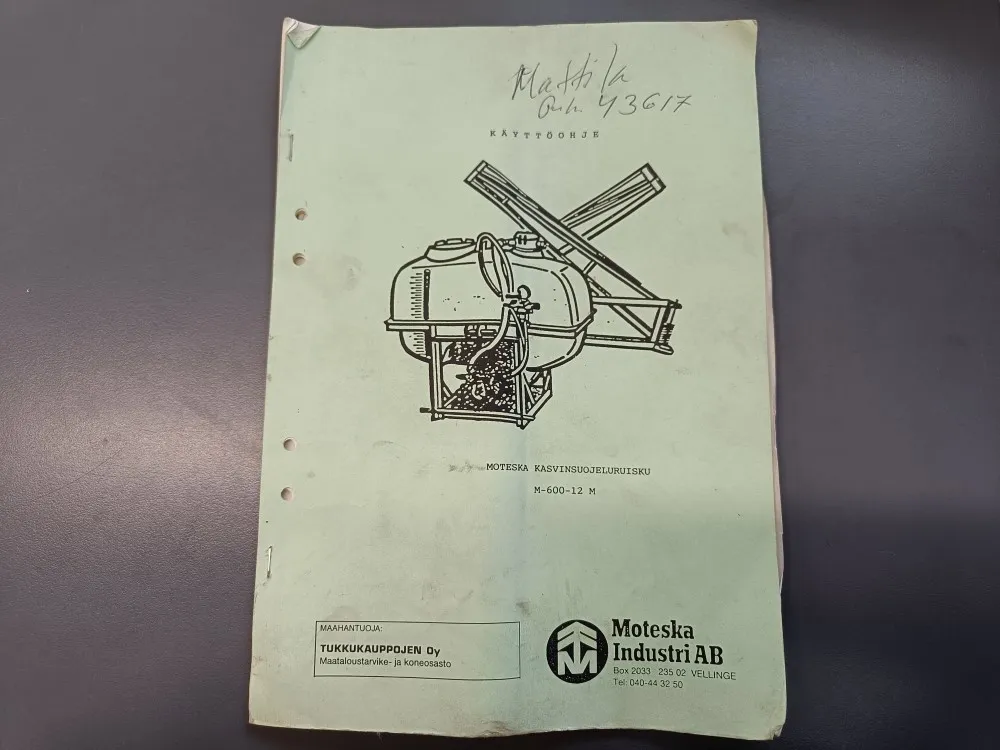 Mattila
Puh. 43617
KÄYTTÖOHJE
MOTESKA KASVINSUOJELURUISKU
M-600-12 M
MAAHANTUOJA:
TUKKUKAUPPOJEN Oy
Maataloustarvike- ja koneosasto
Moteska
Industri AB
Box 2033 235 02 VELLINGE
Tel: 040-44 32 50